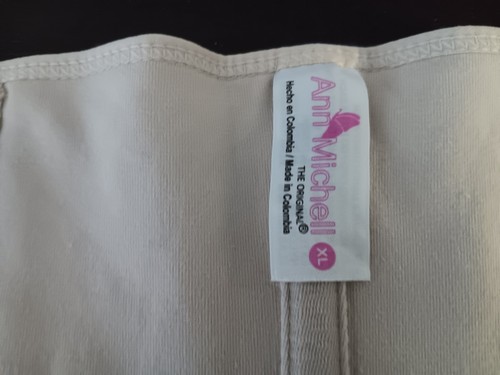 Ann Michell
THE ORIGINAL®
Hecho en Colombia / Made in Colombia
XL